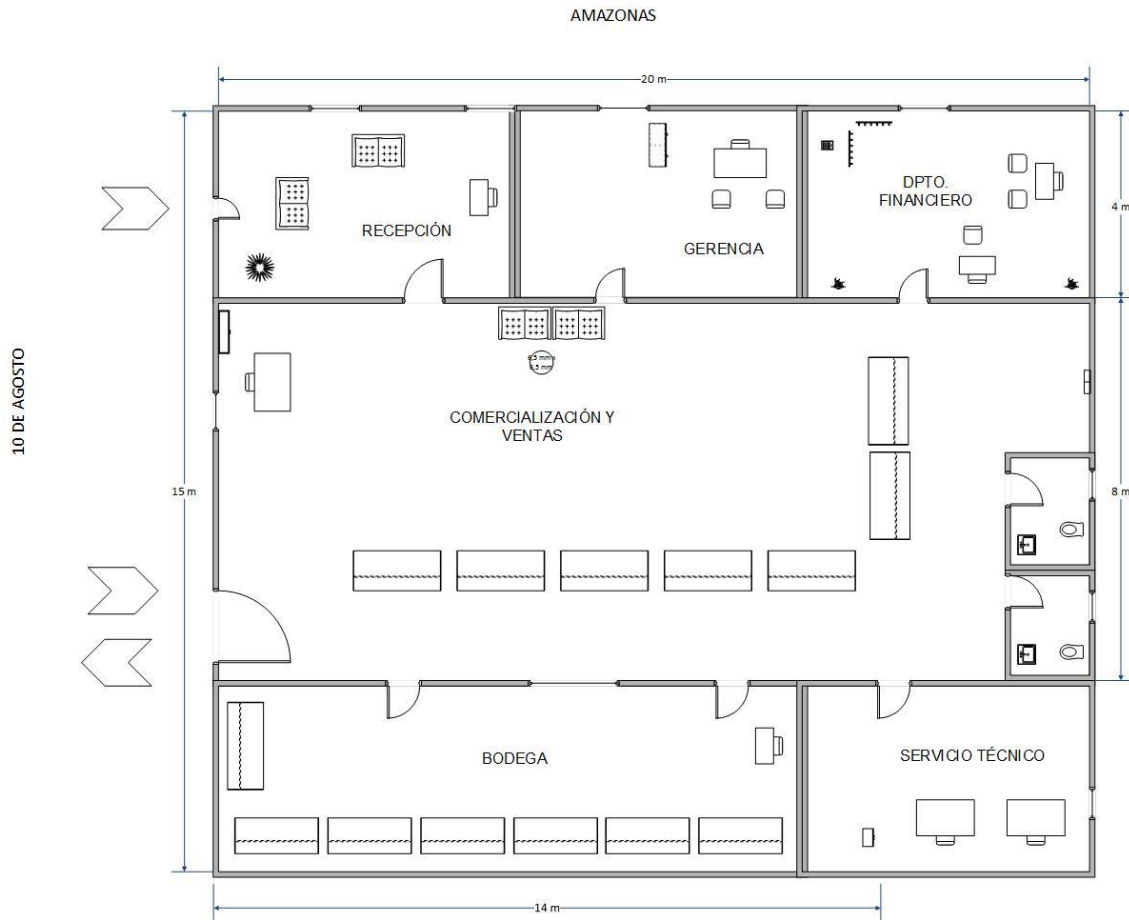 AMAZONAS
20 m
RECEPCIÓN
GERENCIA
DPTO.
FINANCIERO
4 m
10 DE AGOSTO
COMERCIALIZACIÓN Y
VENTAS
15 m
8 m
BODEGA
SERVICIO TÉCNICO
14 m